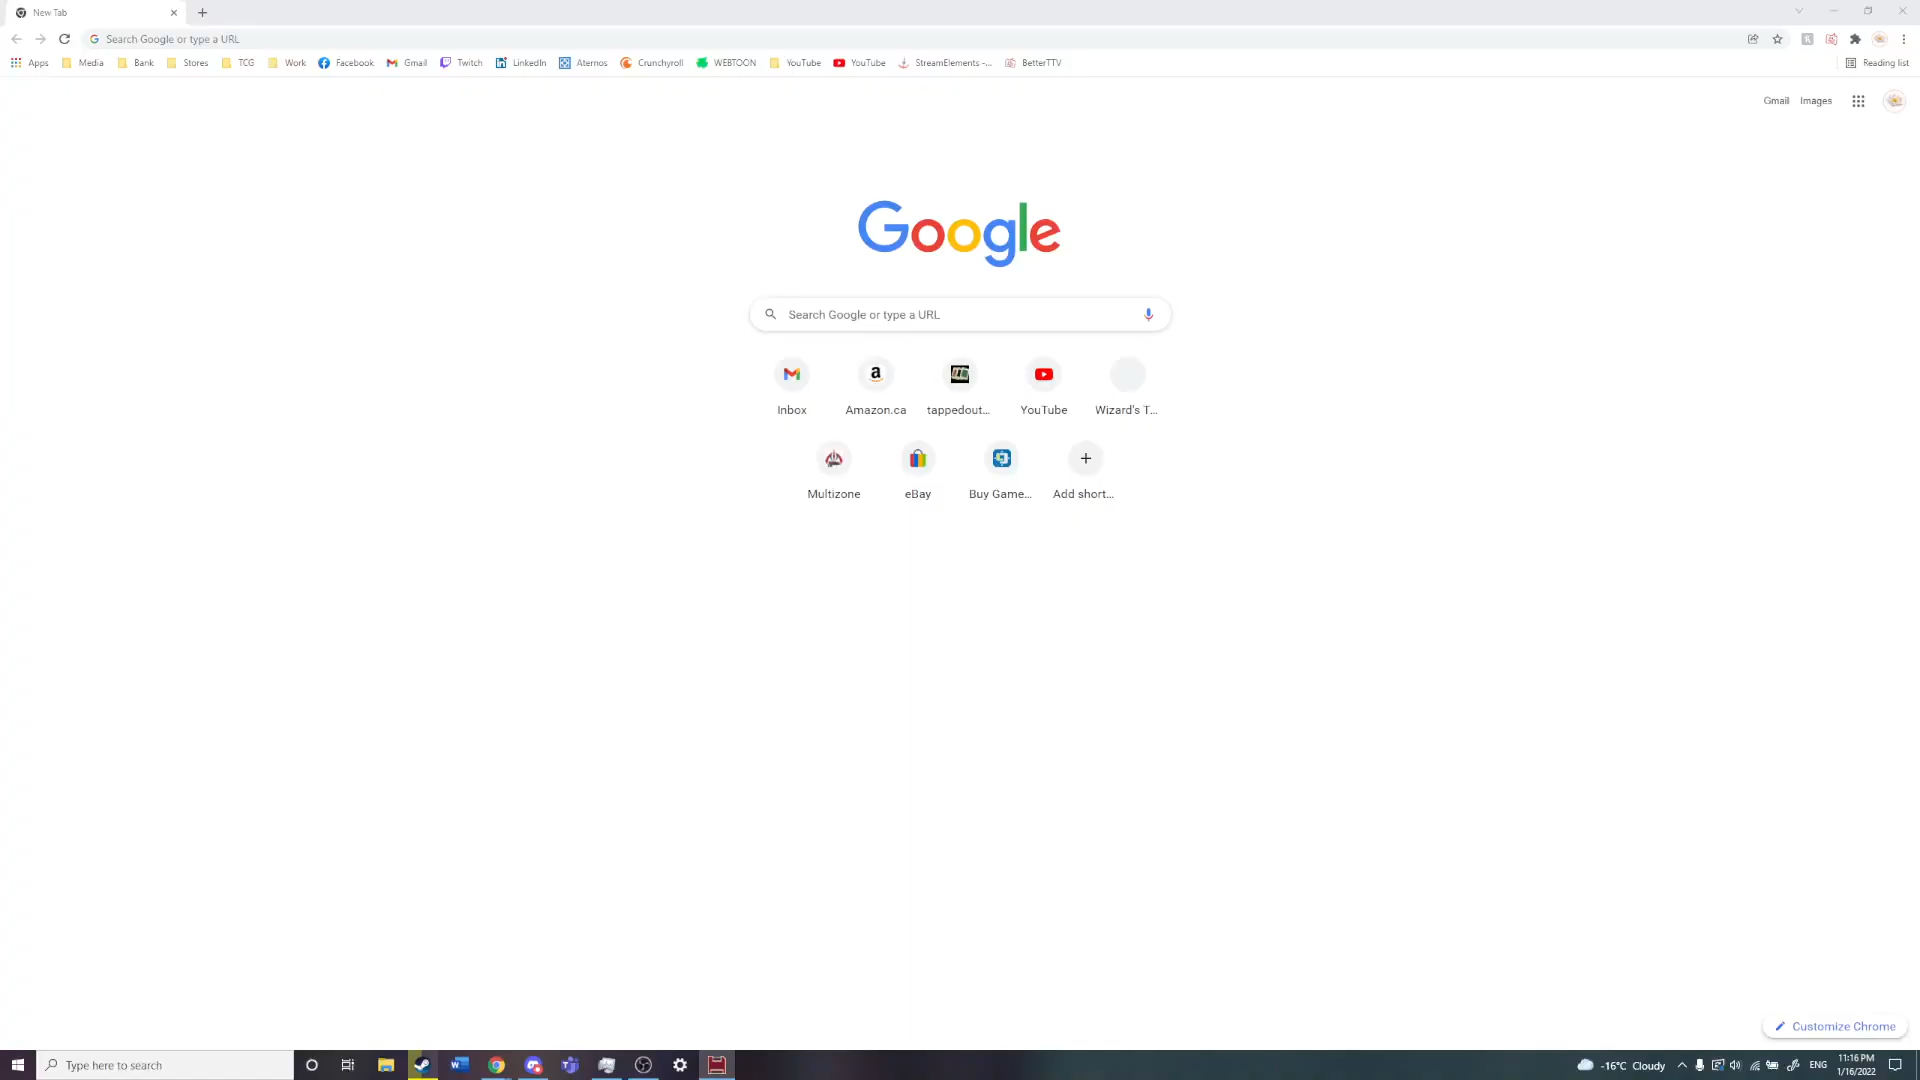 New Tab
Search Google or type a URL
Apps Media Bank Stores TCG Work Facebook Gmail Twitch LinkedIn Aternos Crunchyroll WEBTOON YouTube YouTube StreamElements -... BetterTTV Reading list
Gmail Images
Google
Search Google or type a URL
Inbox Amazon.ca tappedout... YouTube Wizard's T...
Multizone eBay Buy Game... Add short...
Customize Chrome
Type here to search -16°C Cloudy ENG 11:16 PM
1/16/2022